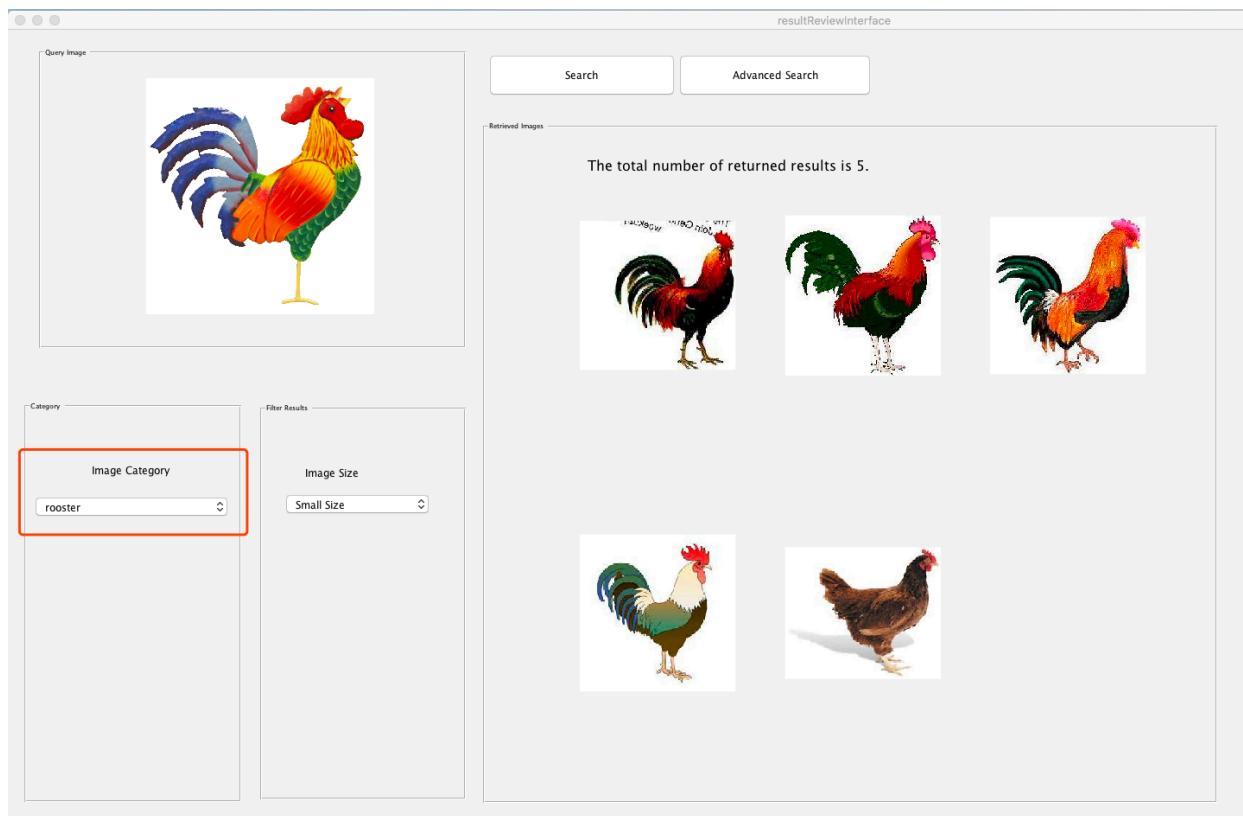 resultReviewInterface
Query Image
Search
Advanced Search
Retrieved Images
The total number of returned results is 5.
Category
Image Category
rooster
Filter Results
Image Size
Small Size